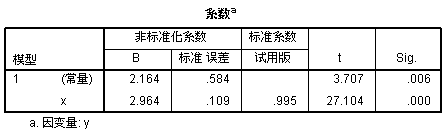 系数a
模型 非标准化系数 标准系数 t Sig.
B 标准 误差 试用版
1 (常量) 2.164 .584 3.707 .006
x 2.964 .109 .995 27.104 .000
a. 因变量: y